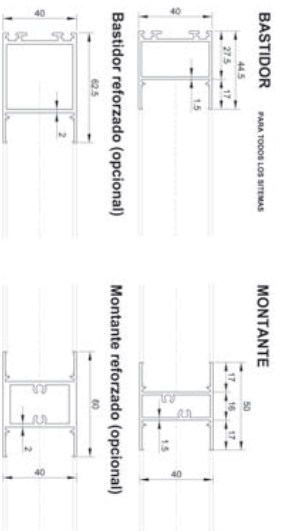 BASTIDOR PARA TODOS LOS SITEMAS
44.5
27.5 17
40
1.5
Bastidor reforzado (opcional)
62.5
40
2
MONTANTE
50
17 16 17
1.5
40
Montante reforzado (opcional)
60
2
40